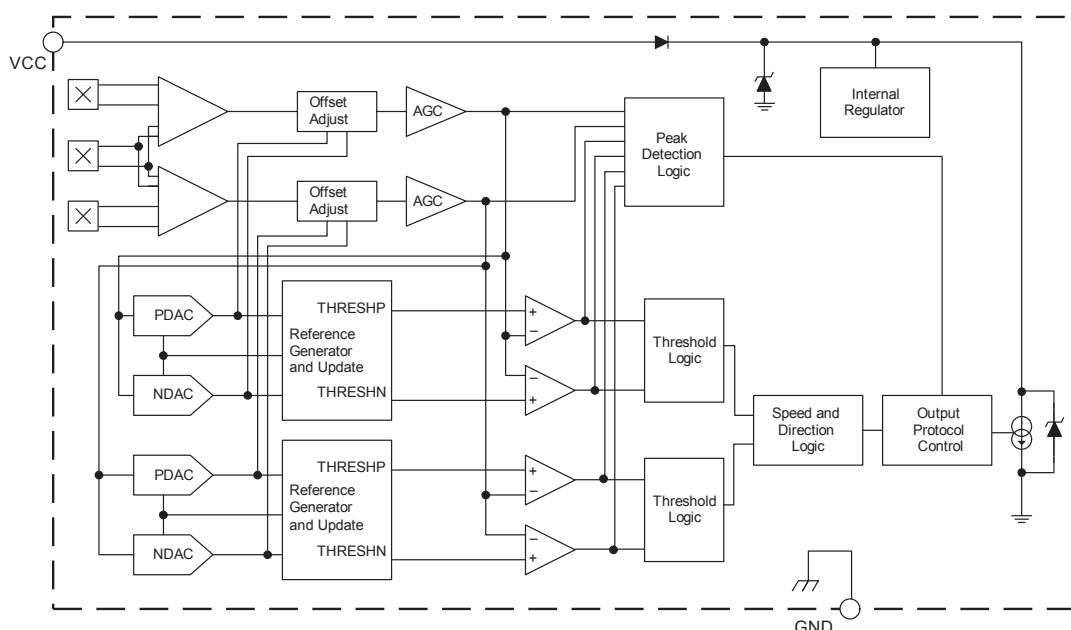 VCC
Offset
Adjust
AGC
Internal
Regulator
Peak
Detection
Logic
Offset
Adjust
AGC
PDAC
NDAC
THRESHP
Reference
Generator
and Update
THRESHN
+
−
−
+
Threshold
Logic
Speed and
Direction
Logic
Output
Protocol
Control
PDAC
NDAC
THRESHP
Reference
Generator
and Update
THRESHN
+
−
−
+
Threshold
Logic
GND